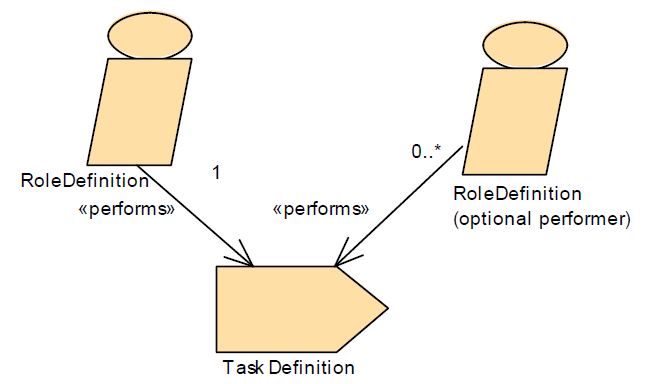 1
0..*
RoleDefinition
«performs»
«performs»
RoleDefinition
(optional performer)
Task Definition